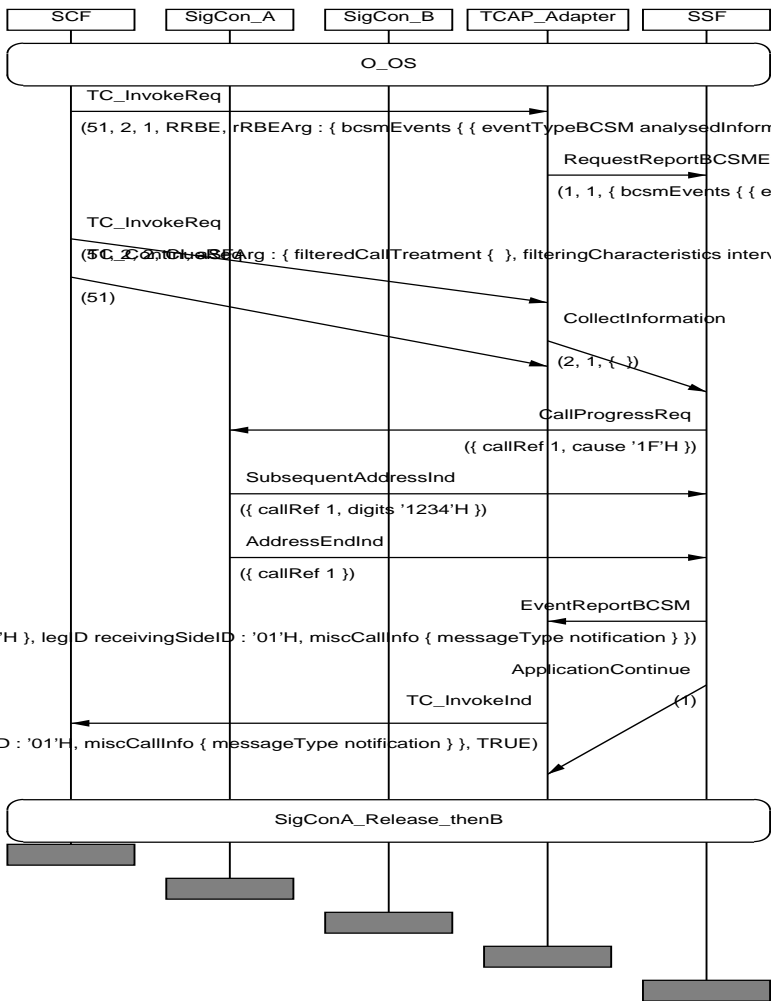 SCF SigCon_A SigCon_B TCAP_Adapter SSF
O_OS
TC_InvokeReq
(51, 2, 1, RRBE, rRBEArg : { bcsmEvents { { eventTypeBCSM analysedInform
RequestReportBCSME
(1, 1, { bcsmEvents { { e
TC_InvokeReq
TC_ContinueReq
Arg : { filteredCallTreatment { }, filteringCharacteristics interv
(51)
CollectInformation
(2, 1, { })
CallProgressReq
({ callRef 1, cause '1F'H })
SubsequentAddressInd
({ callRef 1, digits '1234'H })
AddressEndInd
({ callRef 1 })
EventReportBCSM
'H }, legID receivingSideID : '01'H, miscCallInfo { messageType notification } })
ApplicationContinue
(1)
TC_InvokeInd
D : '01'H, miscCallInfo { messageType notification } }, TRUE)
SigConA_Release_thenB